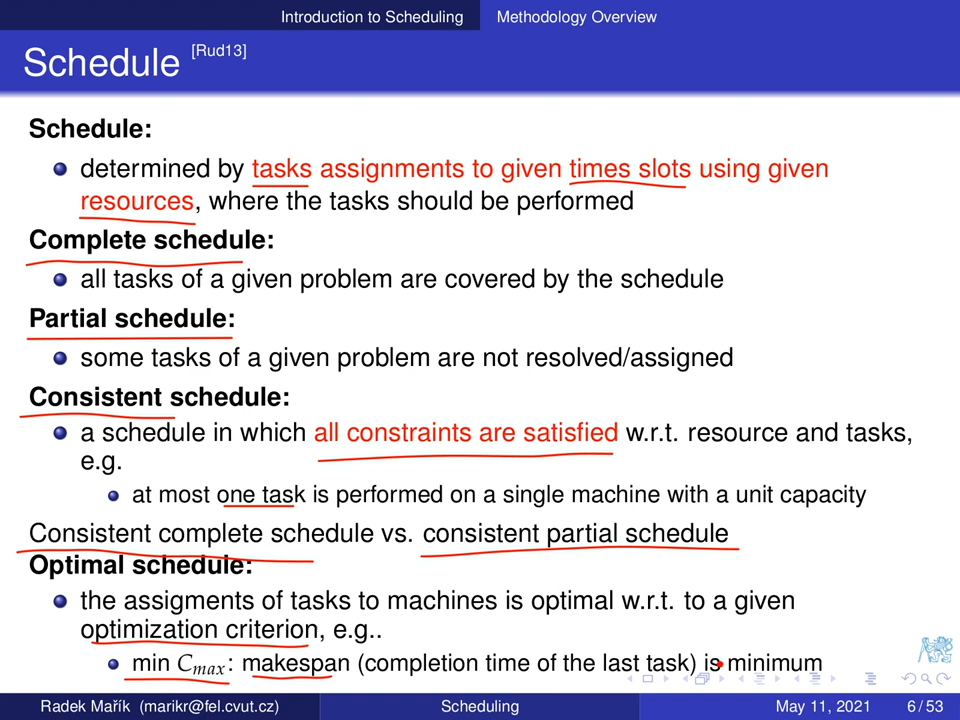 Introduction to Scheduling Methodology Overview
Schedule [Rud13]
Schedule:
determined by tasks assignments to given times slots using given
resources, where the tasks should be performed
Complete schedule:
all tasks of a given problem are covered by the schedule
Partial schedule:
some tasks of a given problem are not resolved/assigned
Consistent schedule:
a schedule in which all constraints are satisfied w.r.t. resource and tasks,
e.g.
at most one task is performed on a single machine with a unit capacity
Consistent complete schedule vs. consistent partial schedule
Optimal schedule:
the assigments of tasks to machines is optimal w.r.t. to a given
optimization criterion, e.g..
min Cmax: makespan (completion time of the last task) is minimum
Radek Mařík (marikr@fel.cvut.cz) Scheduling May 11, 2021 6 / 53